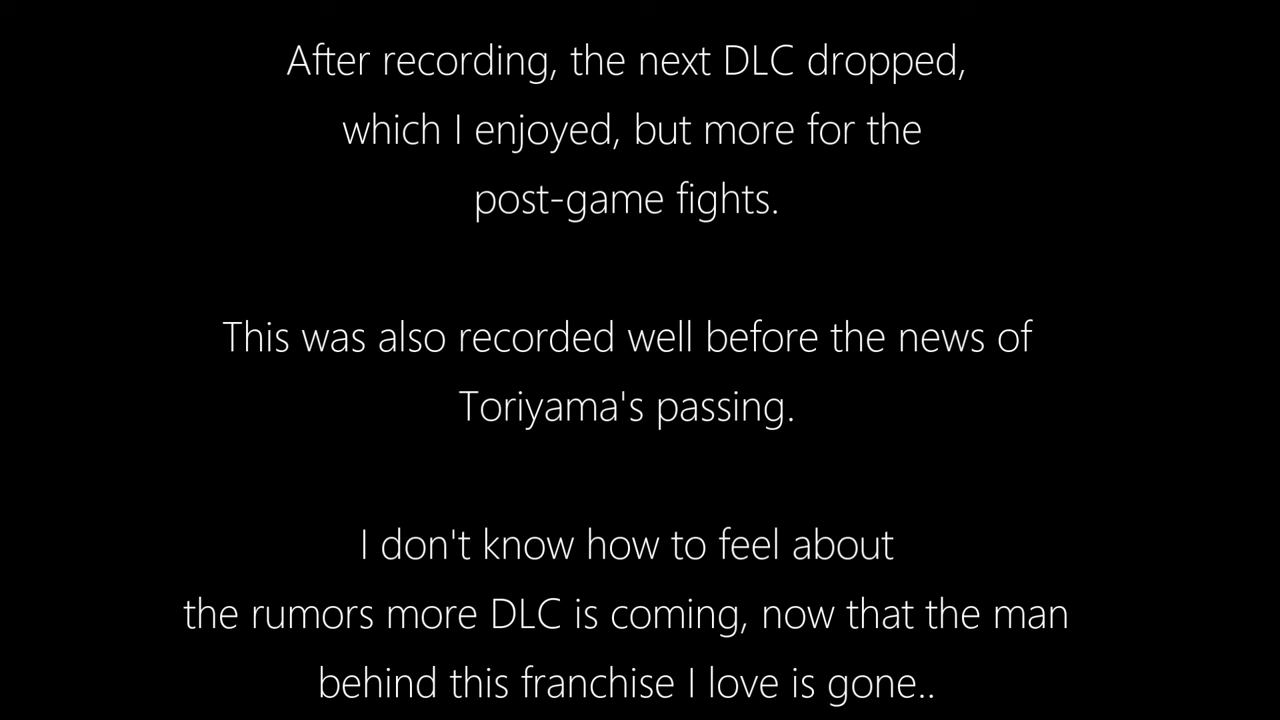 After recording, the next DLC dropped,
which I enjoyed, but more for the
post-game fights.
This was also recorded well before the news of
Toriyama's passing.
I don't know how to feel about
the rumors more DLC is coming, now that the man
behind this franchise I love is gone..